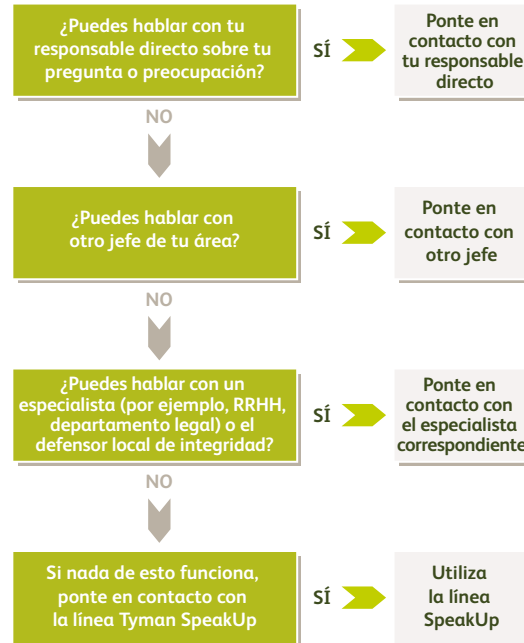 ¿Puedes hablar con tu
responsable directo sobre tu
pregunta o preocupación?
SÍ
Ponte en
contacto con
tu responsable
directo
NO
¿Puedes hablar con
otro jefe de tu área?
SÍ
Ponte en
contacto con
otro jefe
NO
¿Puedes hablar con un
especialista (por ejemplo, RRHH,
departamento legal) o el
defensor local de integridad?
SÍ
Ponte en
contacto con
el especialista
correspondiente
NO
Si nada de esto funciona,
ponte en contacto con
la línea Tyman SpeakUp
SÍ
Utiliza
la línea
SpeakUp